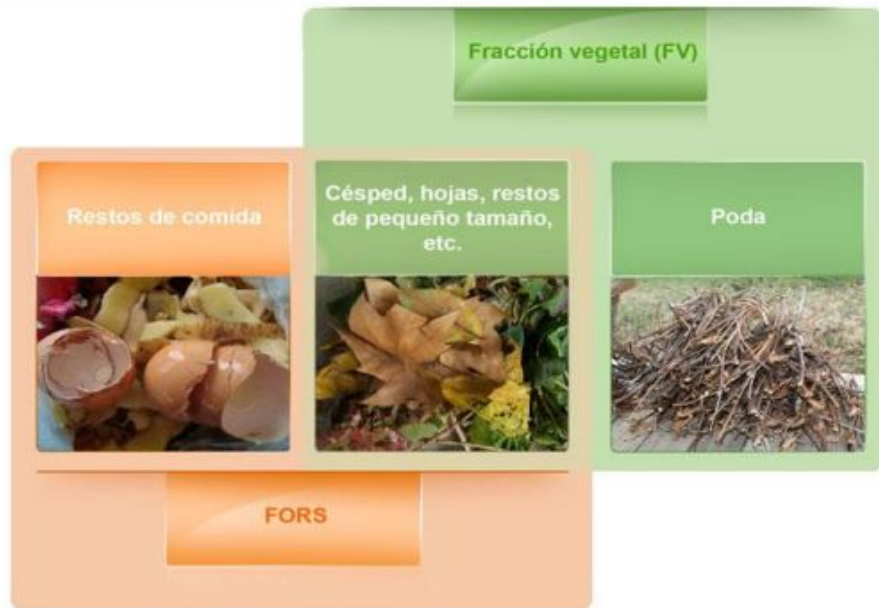 Fracción vegetal (FV)
Restos de comida
Césped, hojas, restos
de pequeño tamaño,
etc.
Poda
FORS